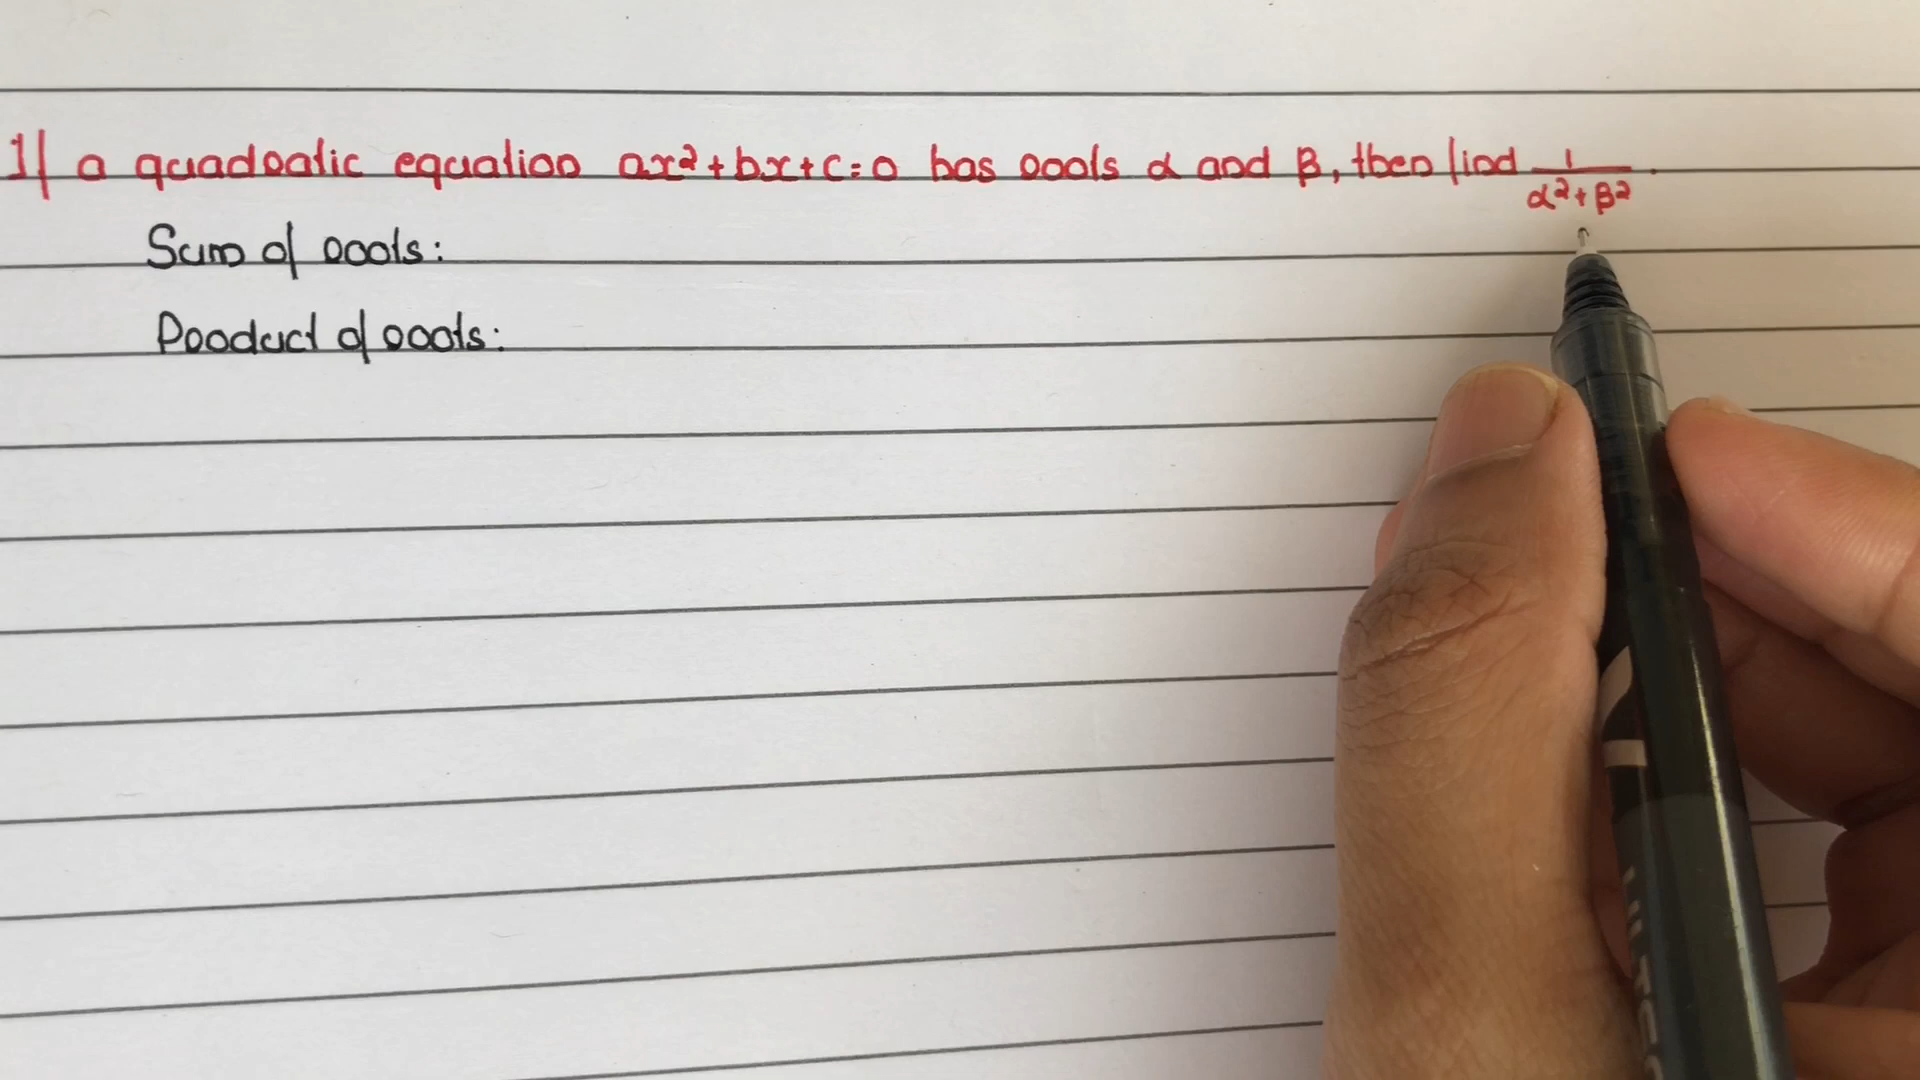 If a quadratic equation ax²+bx+c=0 has roots α and β, then find 1/(α²+β²).
Sum of roots:
Product of roots: